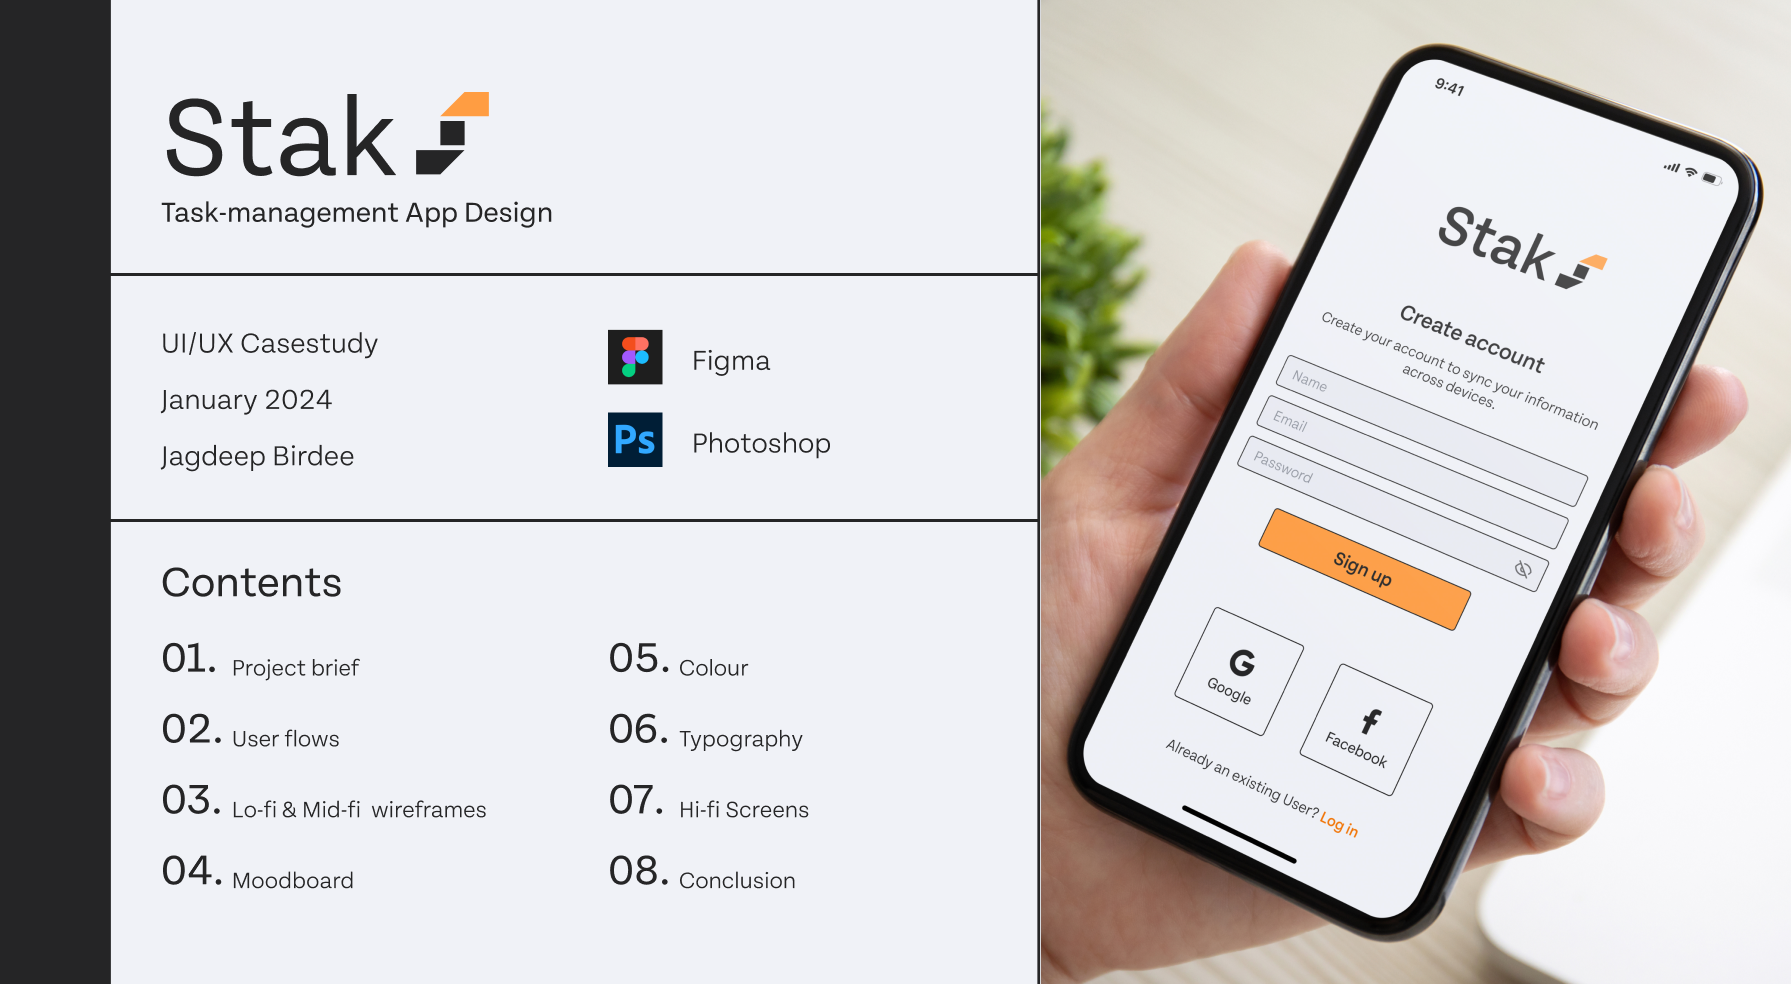 Stak
Task-management App Design
UI/UX Casestudy
January 2024
Jagdeep Birdee
Figma
Ps
Photoshop
Contents
01. Project brief
02. User flows
03. Lo-fi & Mid-fi wireframes
04. Moodboard
05. Colour
06. Typography
07. Hi-fi Screens
08. Conclusion
9:41
Stak
Create account
Create your account to sync your information
across devices.
Name
Email
Password
Sign up
G
Google
f
Facebook
Already an existing User? Log in